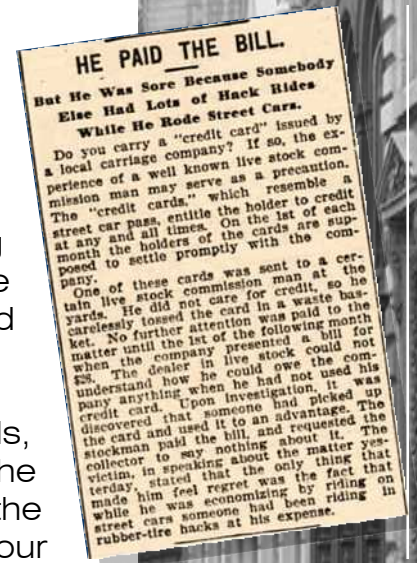 HE PAID THE BILL.
But He Was Sore Because Somebody
Else Had Lots of Hack Rides
While He Rode Street Cars.
Do you carry a "credit card" issued by
a local carriage company? If so, the ex-
perience of a well known live stock com-
mission man may serve as a precaution.
The "credit cards," which resemble a
street car pass, entitle the holder to credit
at any and all times. On the 1st of each
month the holders of the cards are sup-
posed to settle promptly with the com-
pany.
One of these cards was sent to a cer-
tain live stock commission man at the
yards. He did not care for credit, so he
carelessly tossed the card in a waste bas-
ket. No further attention was paid to the
matter until the 1st of the following month
when the company presented a bill for
$26. The dealer in live stock could not
understand how he could owe the com-
pany anything when he had not used his
credit card. Upon investigation, it was
discovered that someone had picked up
the card and used it to an advantage. The
stockman paid the bill, and requested the
collector to say nothing about it. The
victim, in speaking about the matter yes-
terday, stated that the only thing that
made him feel regret was the fact that
while he was economizing by riding on
street cars someone had been riding in
rubber-tire hacks at his expense.
the
our